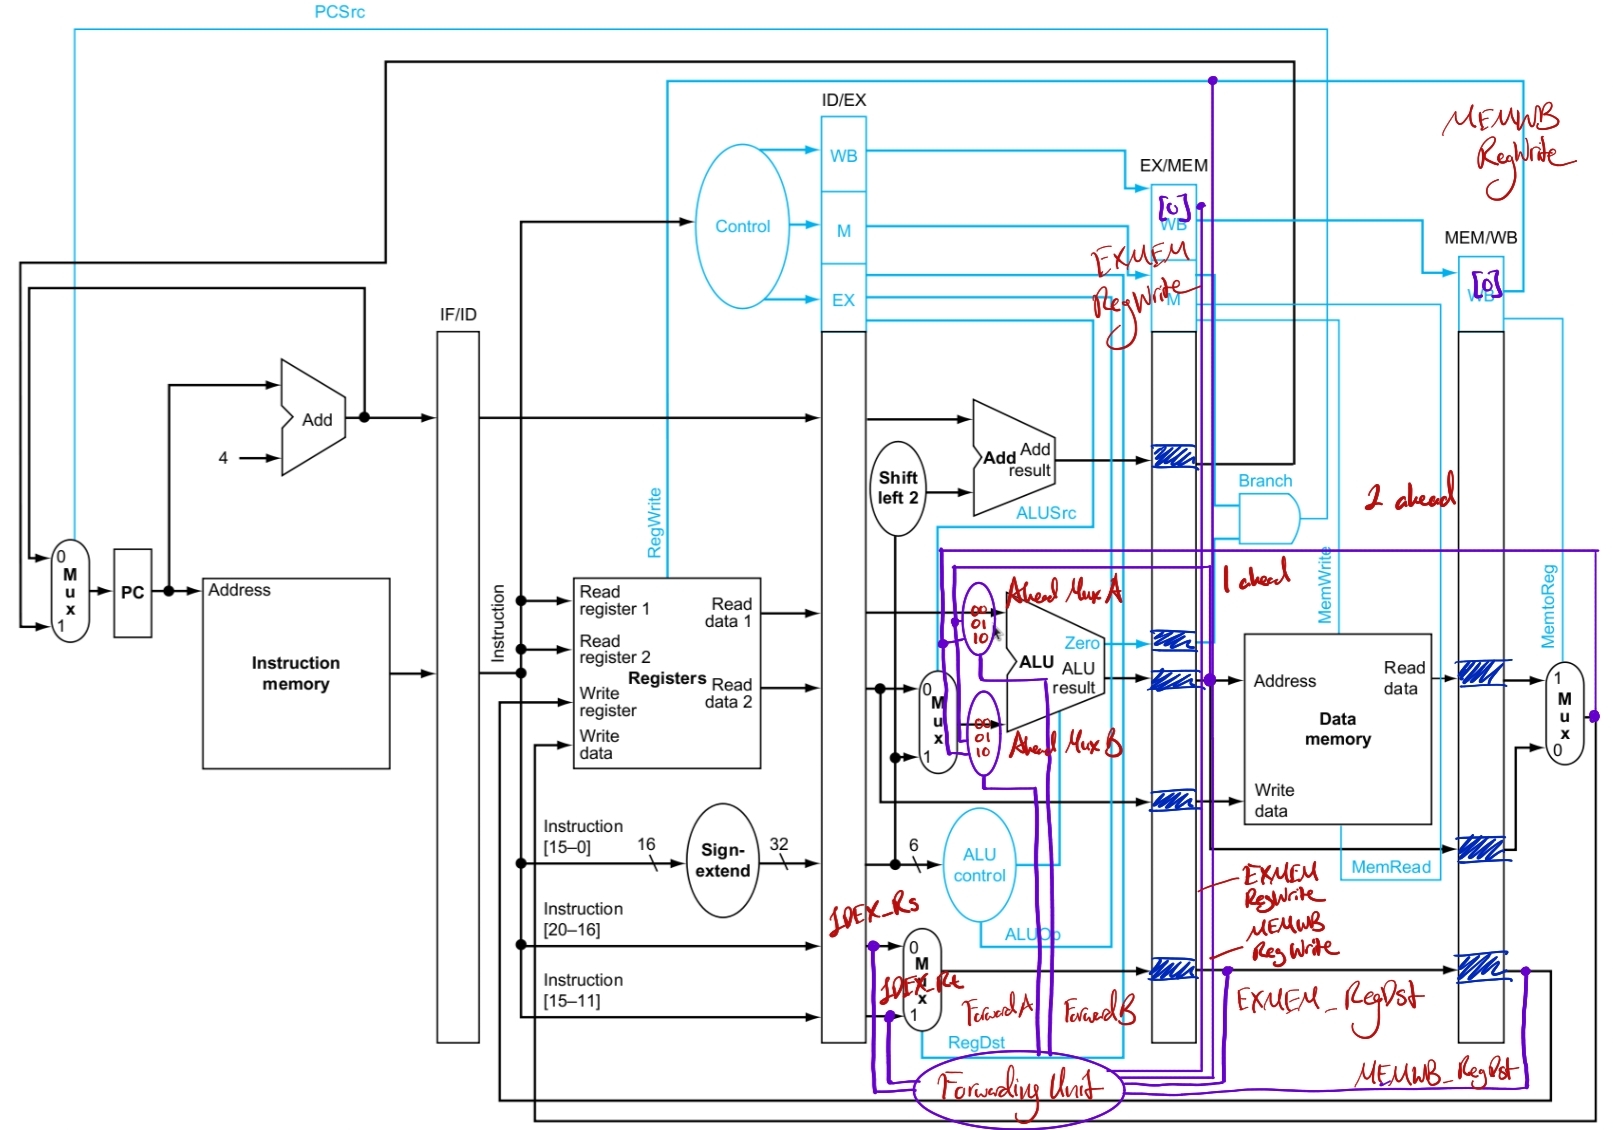 PCSrc
ID/EX
WB
M
EX
Control
EX/MEM
[0]
WB
EXMEM
RegWrite
M
MEMWB
RegWrite
MEM/WB
[0]
WB
IF/ID
Add
4
Shift
left 2
Add
Add
result
ALUSrc
Branch
2 ahead
1 ahead
RegWrite
MemWrite
MemtoReg
0
M
u
x
1
PC
Address
Instruction
memory
Instruction
Read
register 1
Read
register 2
Write
register
Write
data
Registers
Read
data 1
Read
data 2
Ahead Mux A
00
01
10
Zero
ALU
ALU
result
0
M
u
x
1
00
01
10
Ahead Mux B
Address
Read
data
Data
memory
Write
data
1
M
u
x
0
MemRead
Instruction
[15–0]
16
Sign-
extend
32
6
ALU
control
ALUOp
EXMEM
RegWrite
MEMWB
RegWrite
Instruction
[20–16]
IDEX_Rs
0
M
u
x
1
IDEX_Rt
Instruction
[15–11]
RegDst
ForwardA
ForwardB
EXMEM_RegDst
MEMWB_RegDst
Forwarding Unit